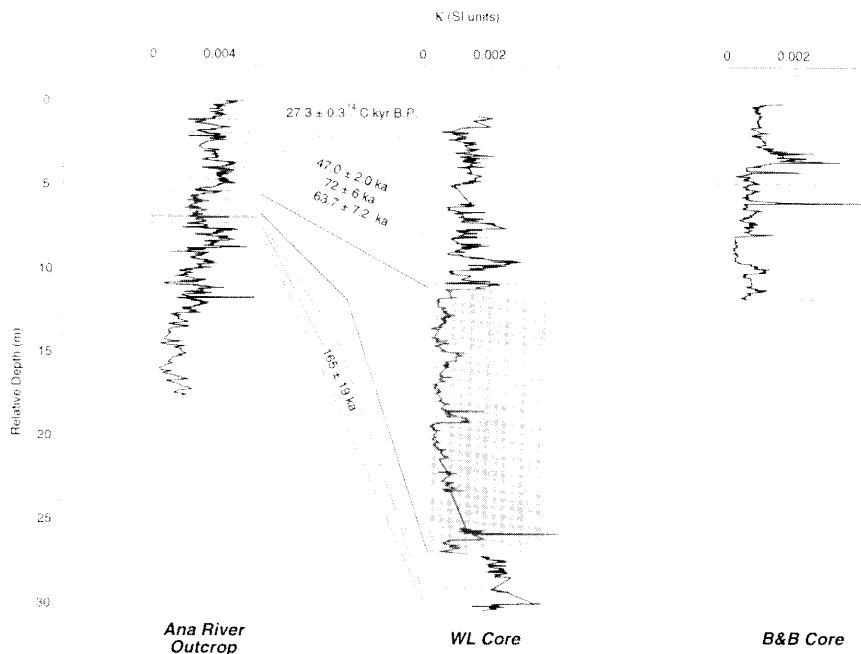 κ (SI units)
0 0.004 0 0.002 0 0.002
0
27.3 ± 0.3 ¹⁴C kyr B.P.
47.0 ± 2.0 ka
72 ± 6 ka
63.7 ± 7.2 ka
5
10
15
165 ± 19 ka
20
25
30
Relative Depth (m)
Ana River
Outcrop
WL Core
B&B Core